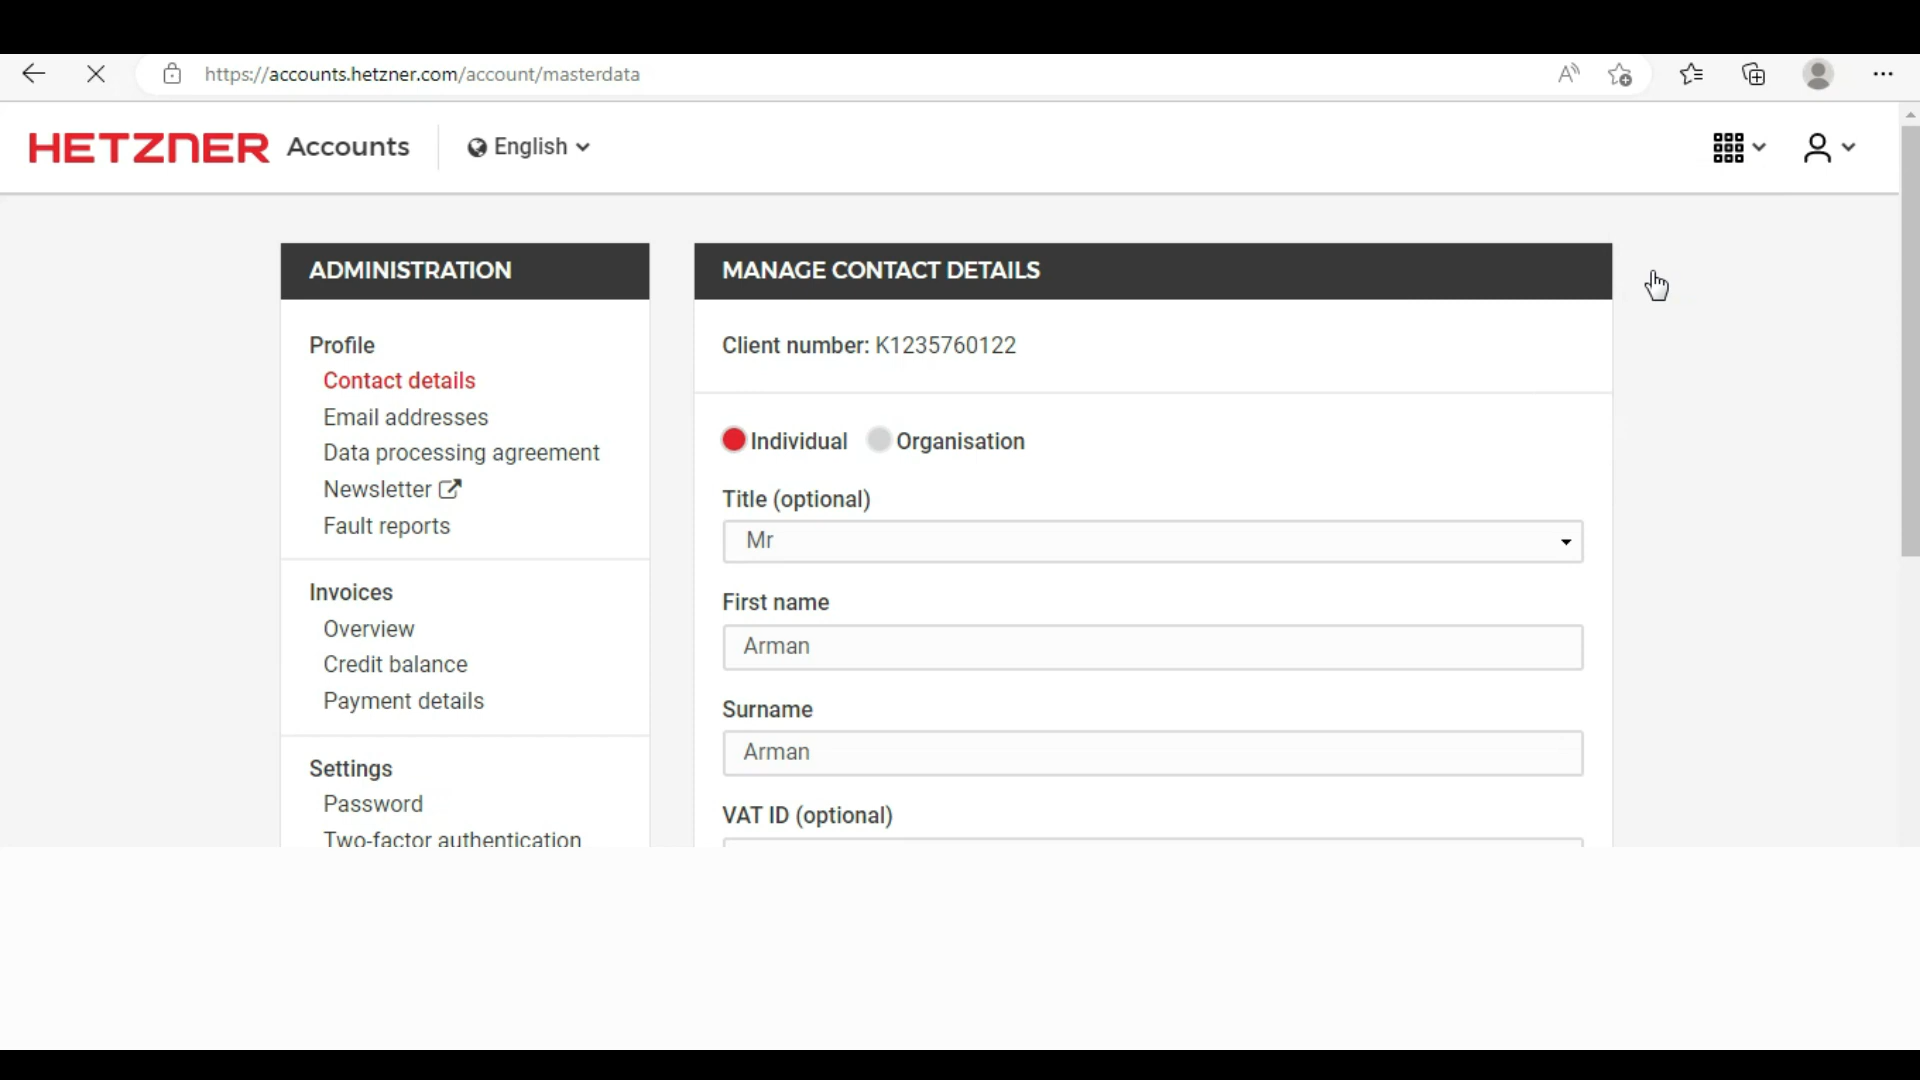 https://accounts.hetzner.com/account/masterdata
HETZNER Accounts English
ADMINISTRATION
Profile
Contact details
Email addresses
Data processing agreement
Newsletter
Fault reports
Invoices
Overview
Credit balance
Payment details
Settings
Password
Two-factor authentication
MANAGE CONTACT DETAILS
Client number: K1235760122
Individual Organisation
Title (optional)
Mr
First name
Arman
Surname
Arman
VAT ID (optional)